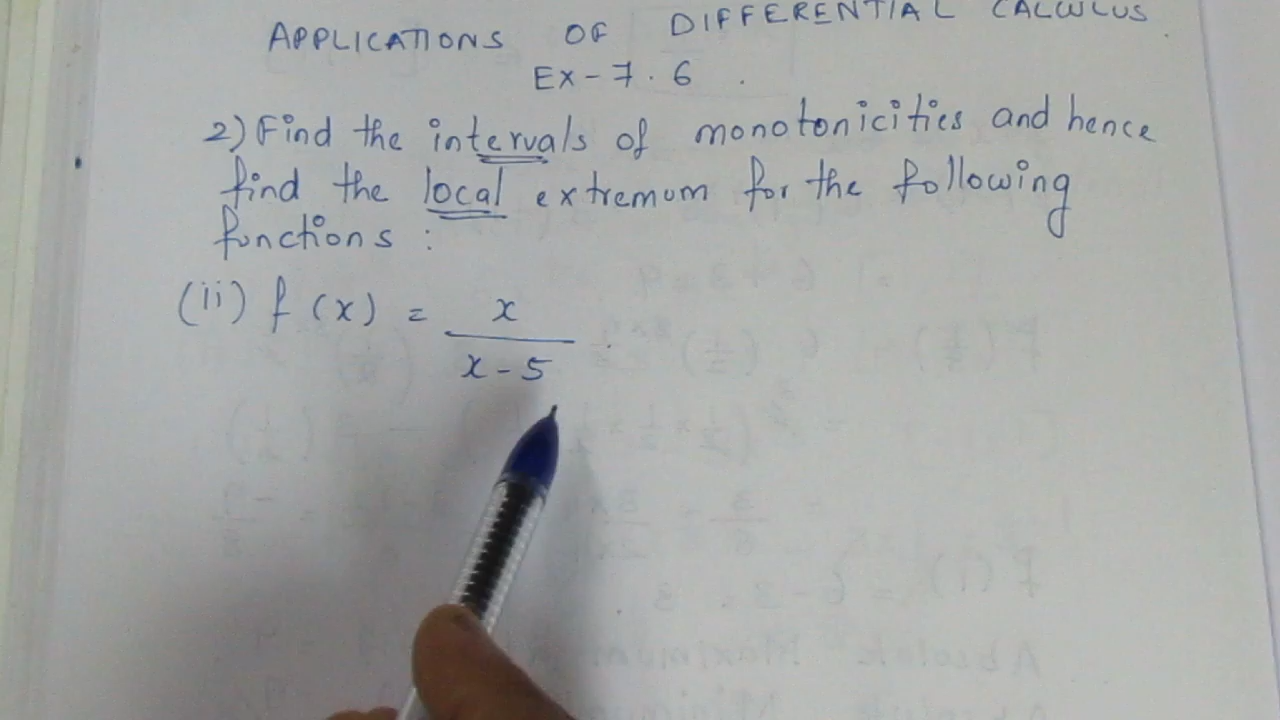 APPLICATIONS OF DIFFERENTIAL CALCULUS
EX-7.6
2) Find the intervals of monotonicities and hence
find the local extremum for the following
functions :
(ii) f(x) = x
x-5